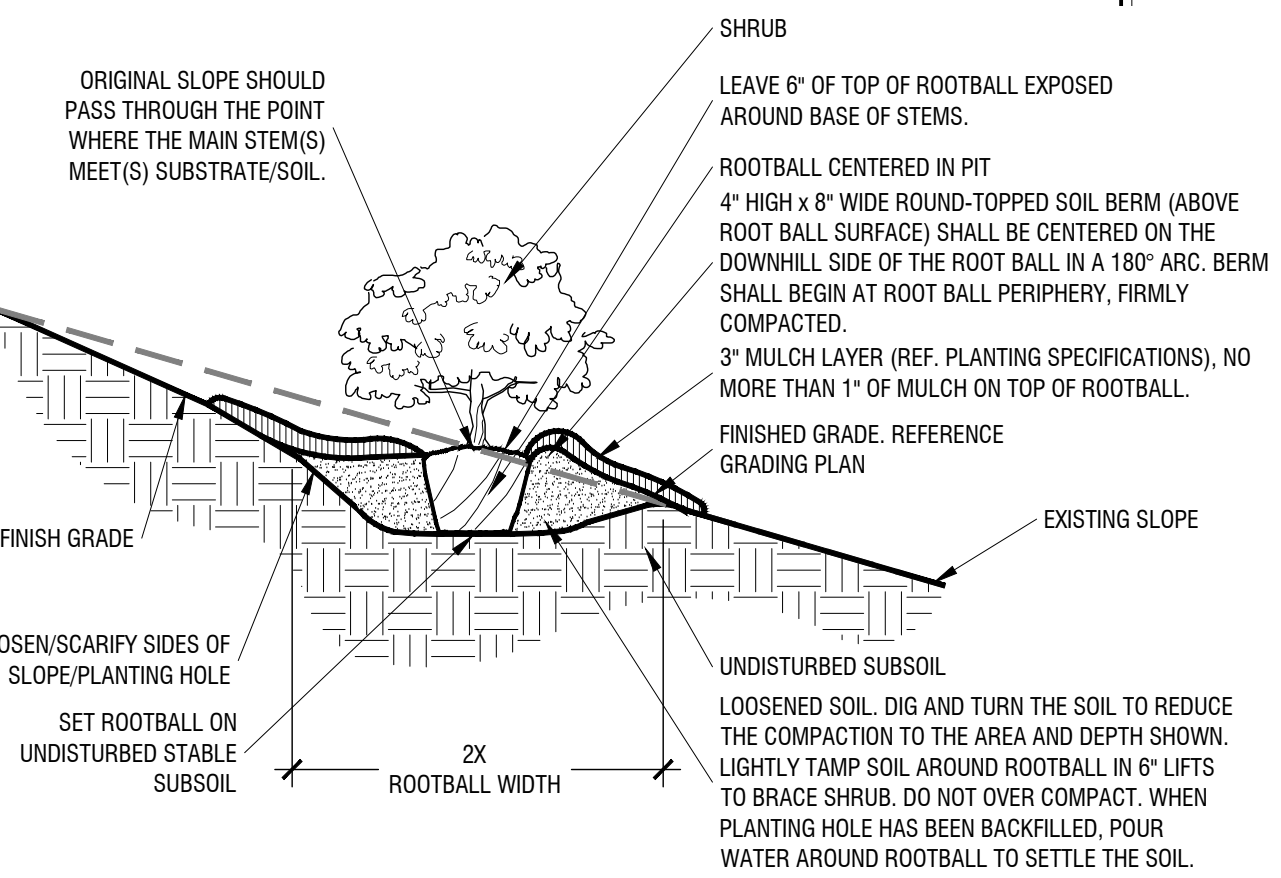 SHRUB
ORIGINAL SLOPE SHOULD
PASS THROUGH THE POINT
WHERE THE MAIN STEM(S)
MEET(S) SUBSTRATE/SOIL.
LEAVE 6" OF TOP OF ROOTBALL EXPOSED
AROUND BASE OF STEMS.
ROOTBALL CENTERED IN PIT
4" HIGH x 8" WIDE ROUND-TOPPED SOIL BERM (ABOVE
ROOT BALL SURFACE) SHALL BE CENTERED ON THE
DOWNHILL SIDE OF THE ROOT BALL IN A 180° ARC. BERM
SHALL BEGIN AT ROOT BALL PERIPHERY, FIRMLY
COMPACTED.
3" MULCH LAYER (REF. PLANTING SPECIFICATIONS), NO
MORE THAN 1" OF MULCH ON TOP OF ROOTBALL.
FINISHED GRADE. REFERENCE
GRADING PLAN
EXISTING SLOPE
FINISH GRADE
OSEN/SCARIFY SIDES OF
SLOPE/PLANTING HOLE
SET ROOTBALL ON
UNDISTURBED STABLE
SUBSOIL
2X
ROOTBALL WIDTH
UNDISTURBED SUBSOIL
LOOSENED SOIL. DIG AND TURN THE SOIL TO REDUCE
THE COMPACTION TO THE AREA AND DEPTH SHOWN.
LIGHTLY TAMP SOIL AROUND ROOTBALL IN 6" LIFTS
TO BRACE SHRUB. DO NOT OVER COMPACT. WHEN
PLANTING HOLE HAS BEEN BACKFILLED, POUR
WATER AROUND ROOTBALL TO SETTLE THE SOIL.